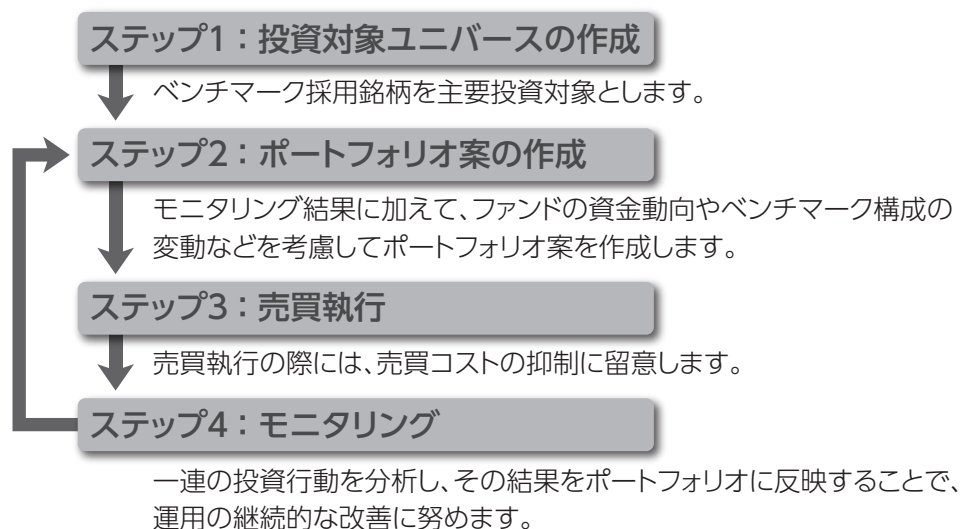 ステップ1：投資対象ユニバースの作成
ベンチマーク採用銘柄を主要投資対象とします。
ステップ2：ポートフォリオ案の作成
モニタリング結果に加えて、ファンドの資金動向やベンチマーク構成の
変動などを考慮してポートフォリオ案を作成します。
ステップ3：売買執行
売買執行の際には、売買コストの抑制に留意します。
ステップ4：モニタリング
一連の投資行動を分析し、その結果をポートフォリオに反映することで、
運用の継続的な改善に努めます。